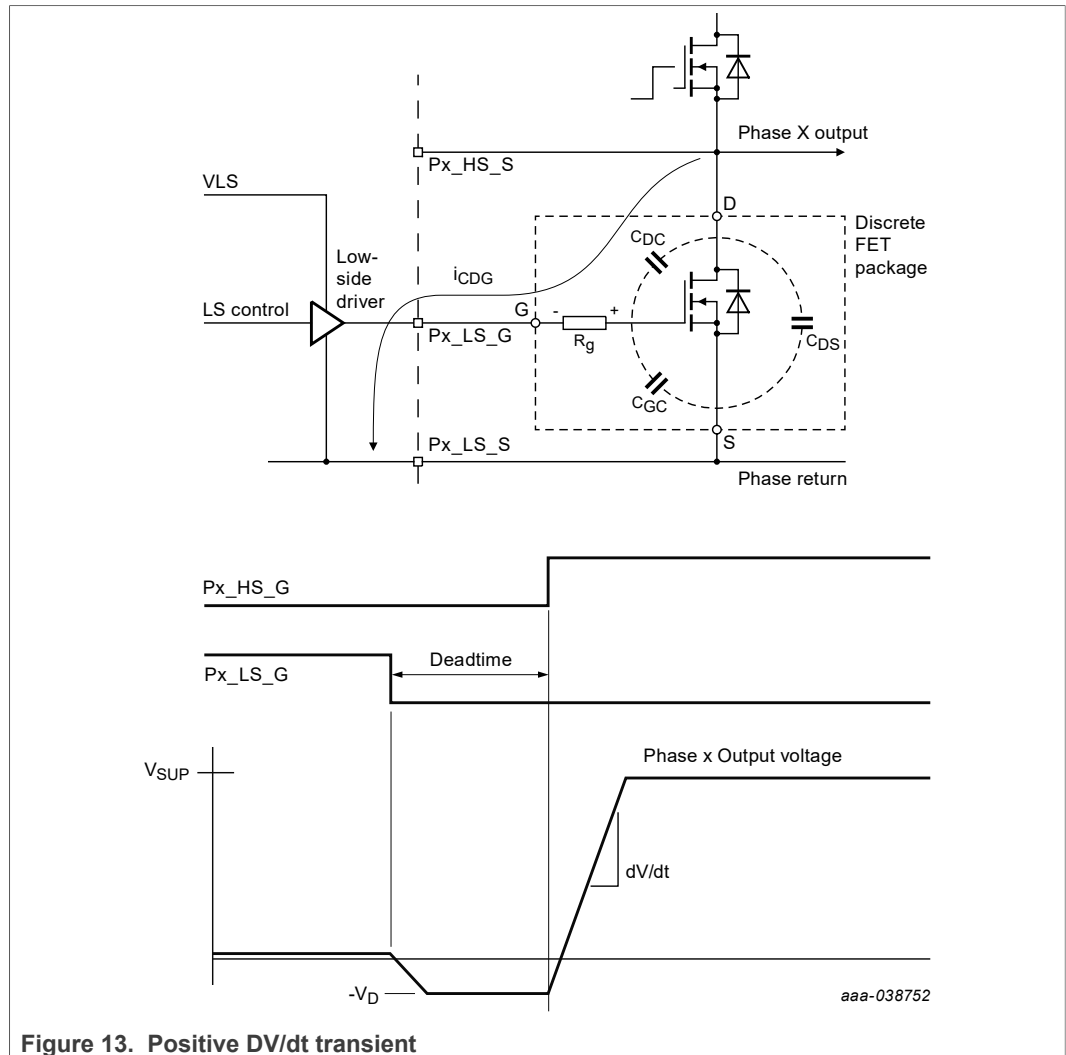 Phase X output
Px_HS_S
VLS
D
Discrete
FET
package
CDC
Low-
side
driver
iCDG
LS control
G
-
+
Px_LS_G
Rg
CDS
CGC
Px_LS_S
S
Phase return
Px_HS_G
Deadtime
Px_LS_G
Phase x Output voltage
VSUP
dV/dt
-VD
aaa-038752
Figure 13. Positive DV/dt transient